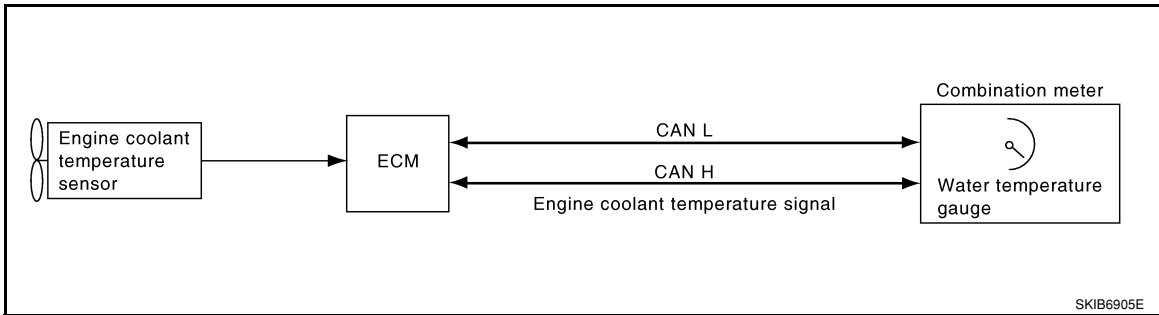 Combination meter
Engine coolant
temperature
sensor
ECM
CAN L
CAN H
Engine coolant temperature signal
Water temperature
gauge
SKIB6905E